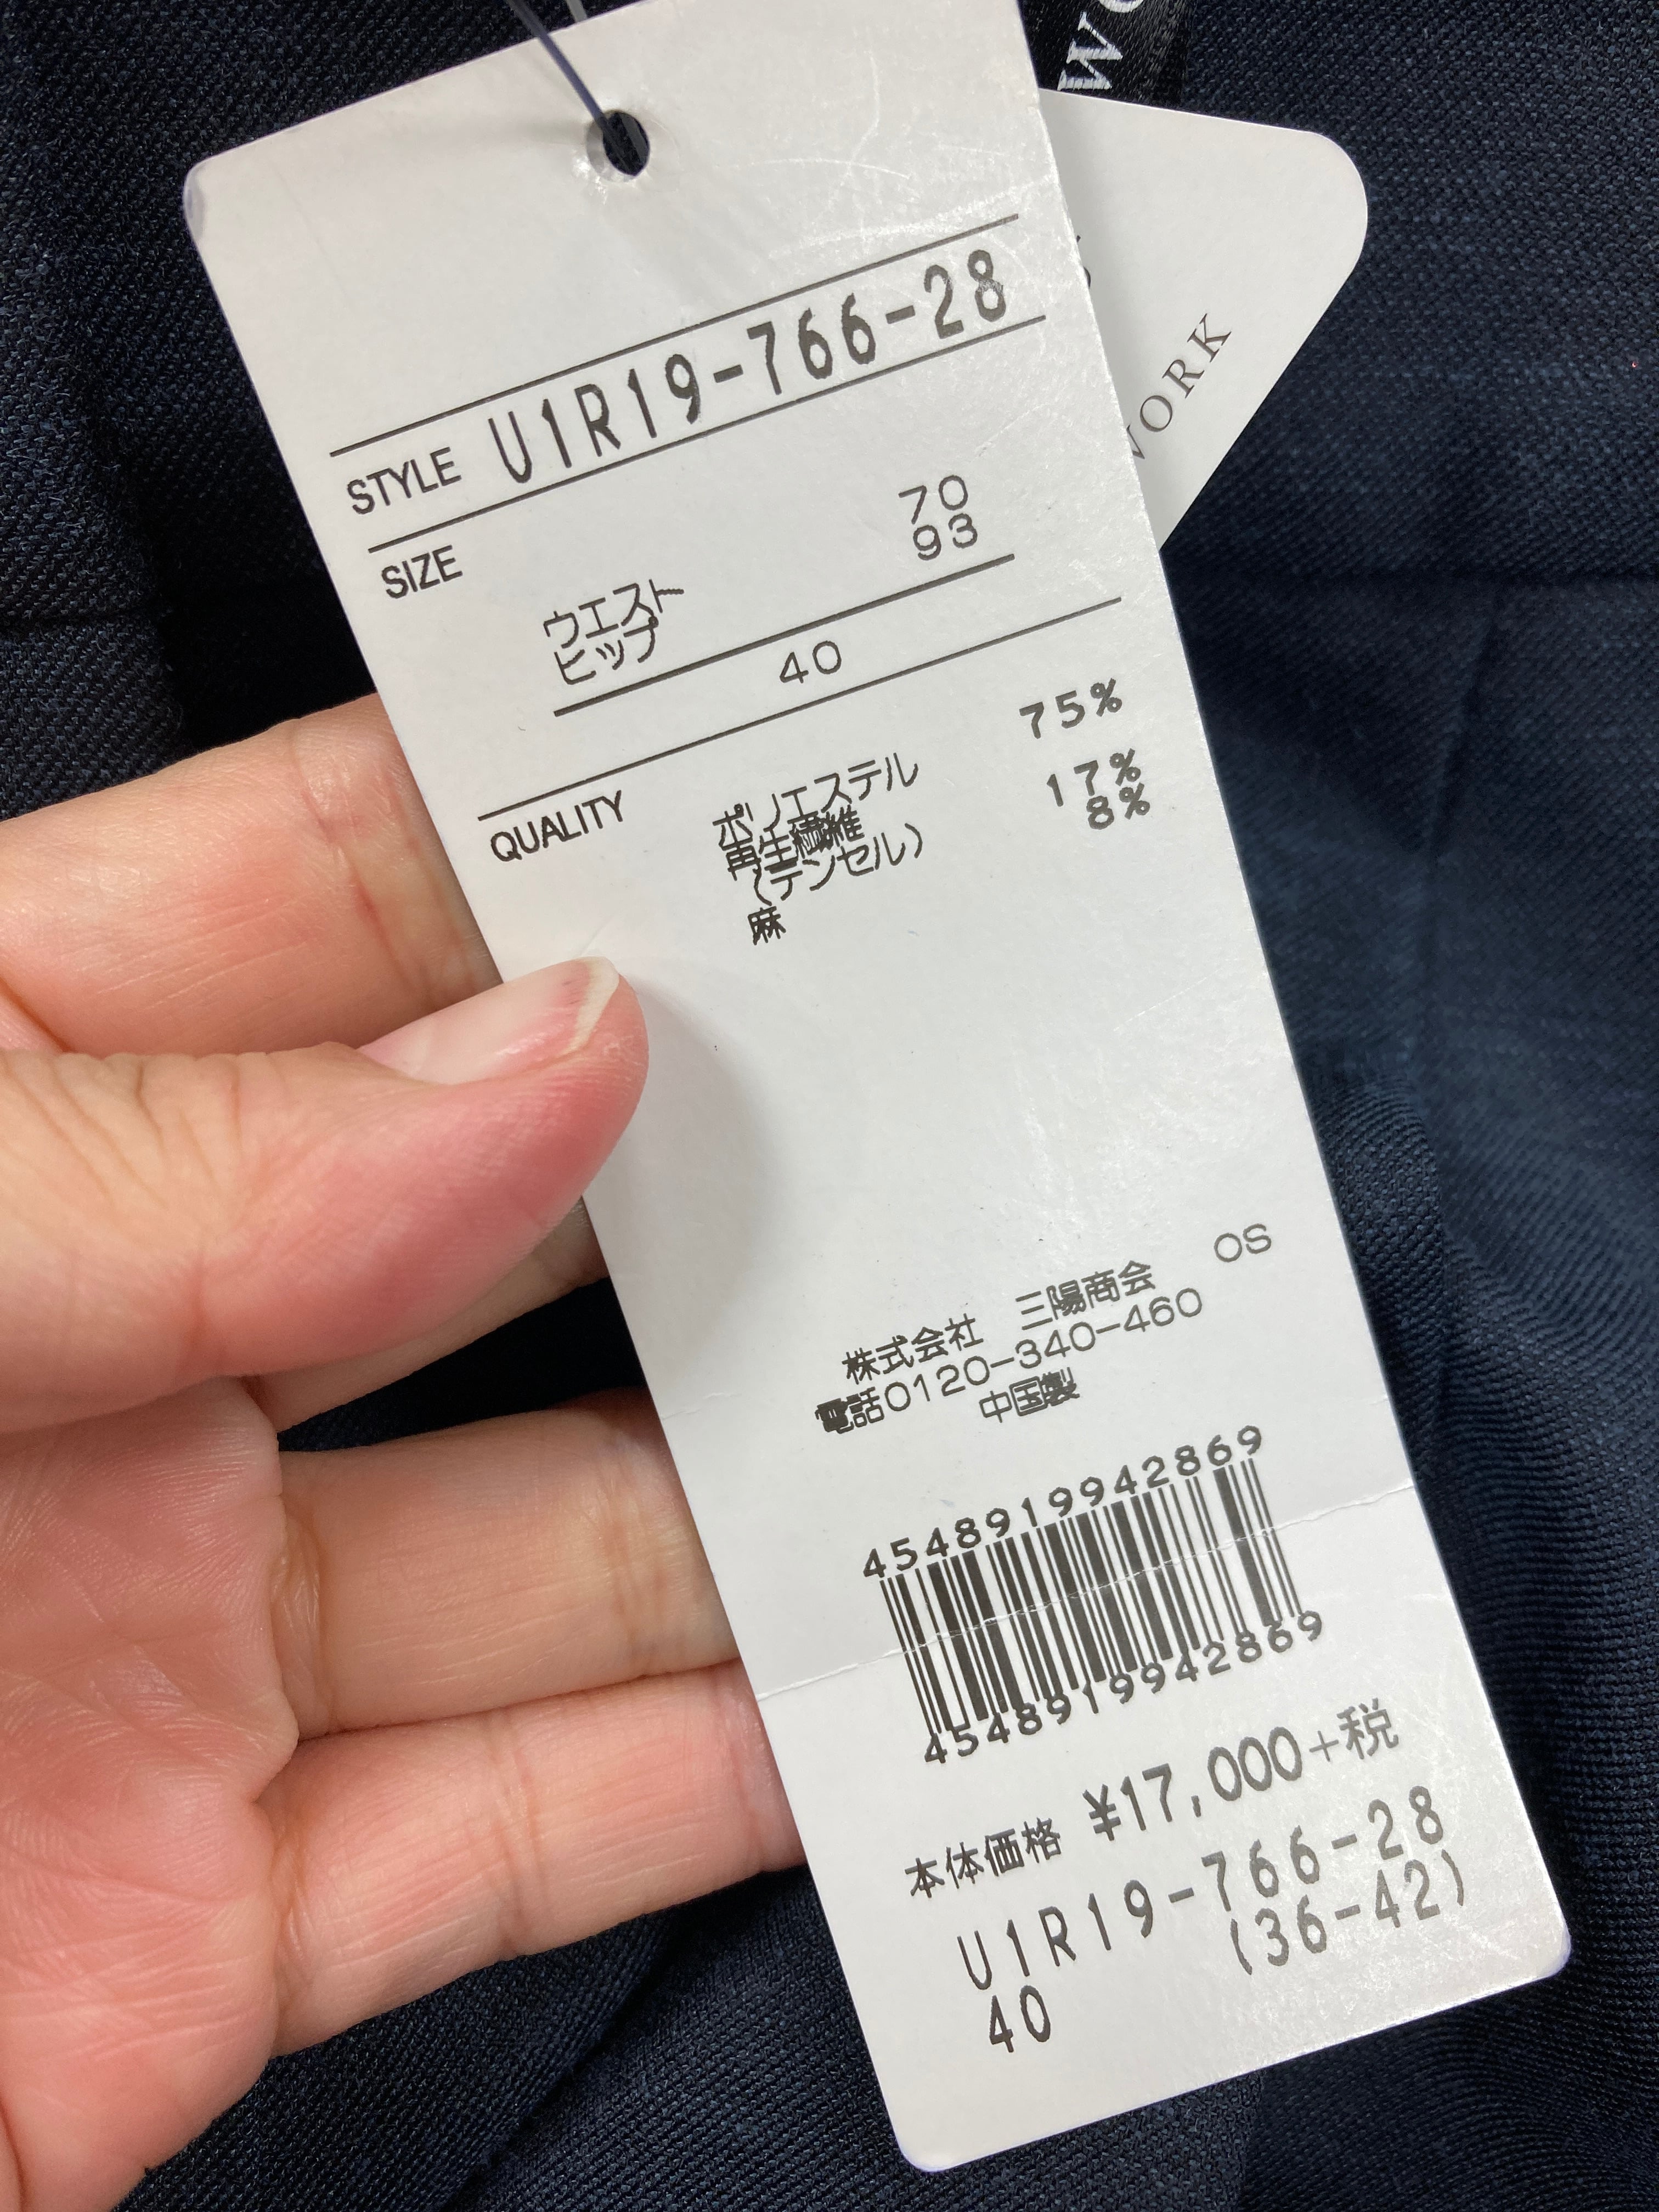 WORK
STYLE U1R19-766-28
SIZE
ウエスト 70
ヒップ 93
40
QUALITY
ポリエステル 75%
再生繊維
(テンセル) 17%
麻 8%
OS
株式会社 三陽商会
電話0120-340-460
中国製
4548919942869
4548919942869
本体価格 ¥17,000+税
U1R19-766-28
(36-42)
40